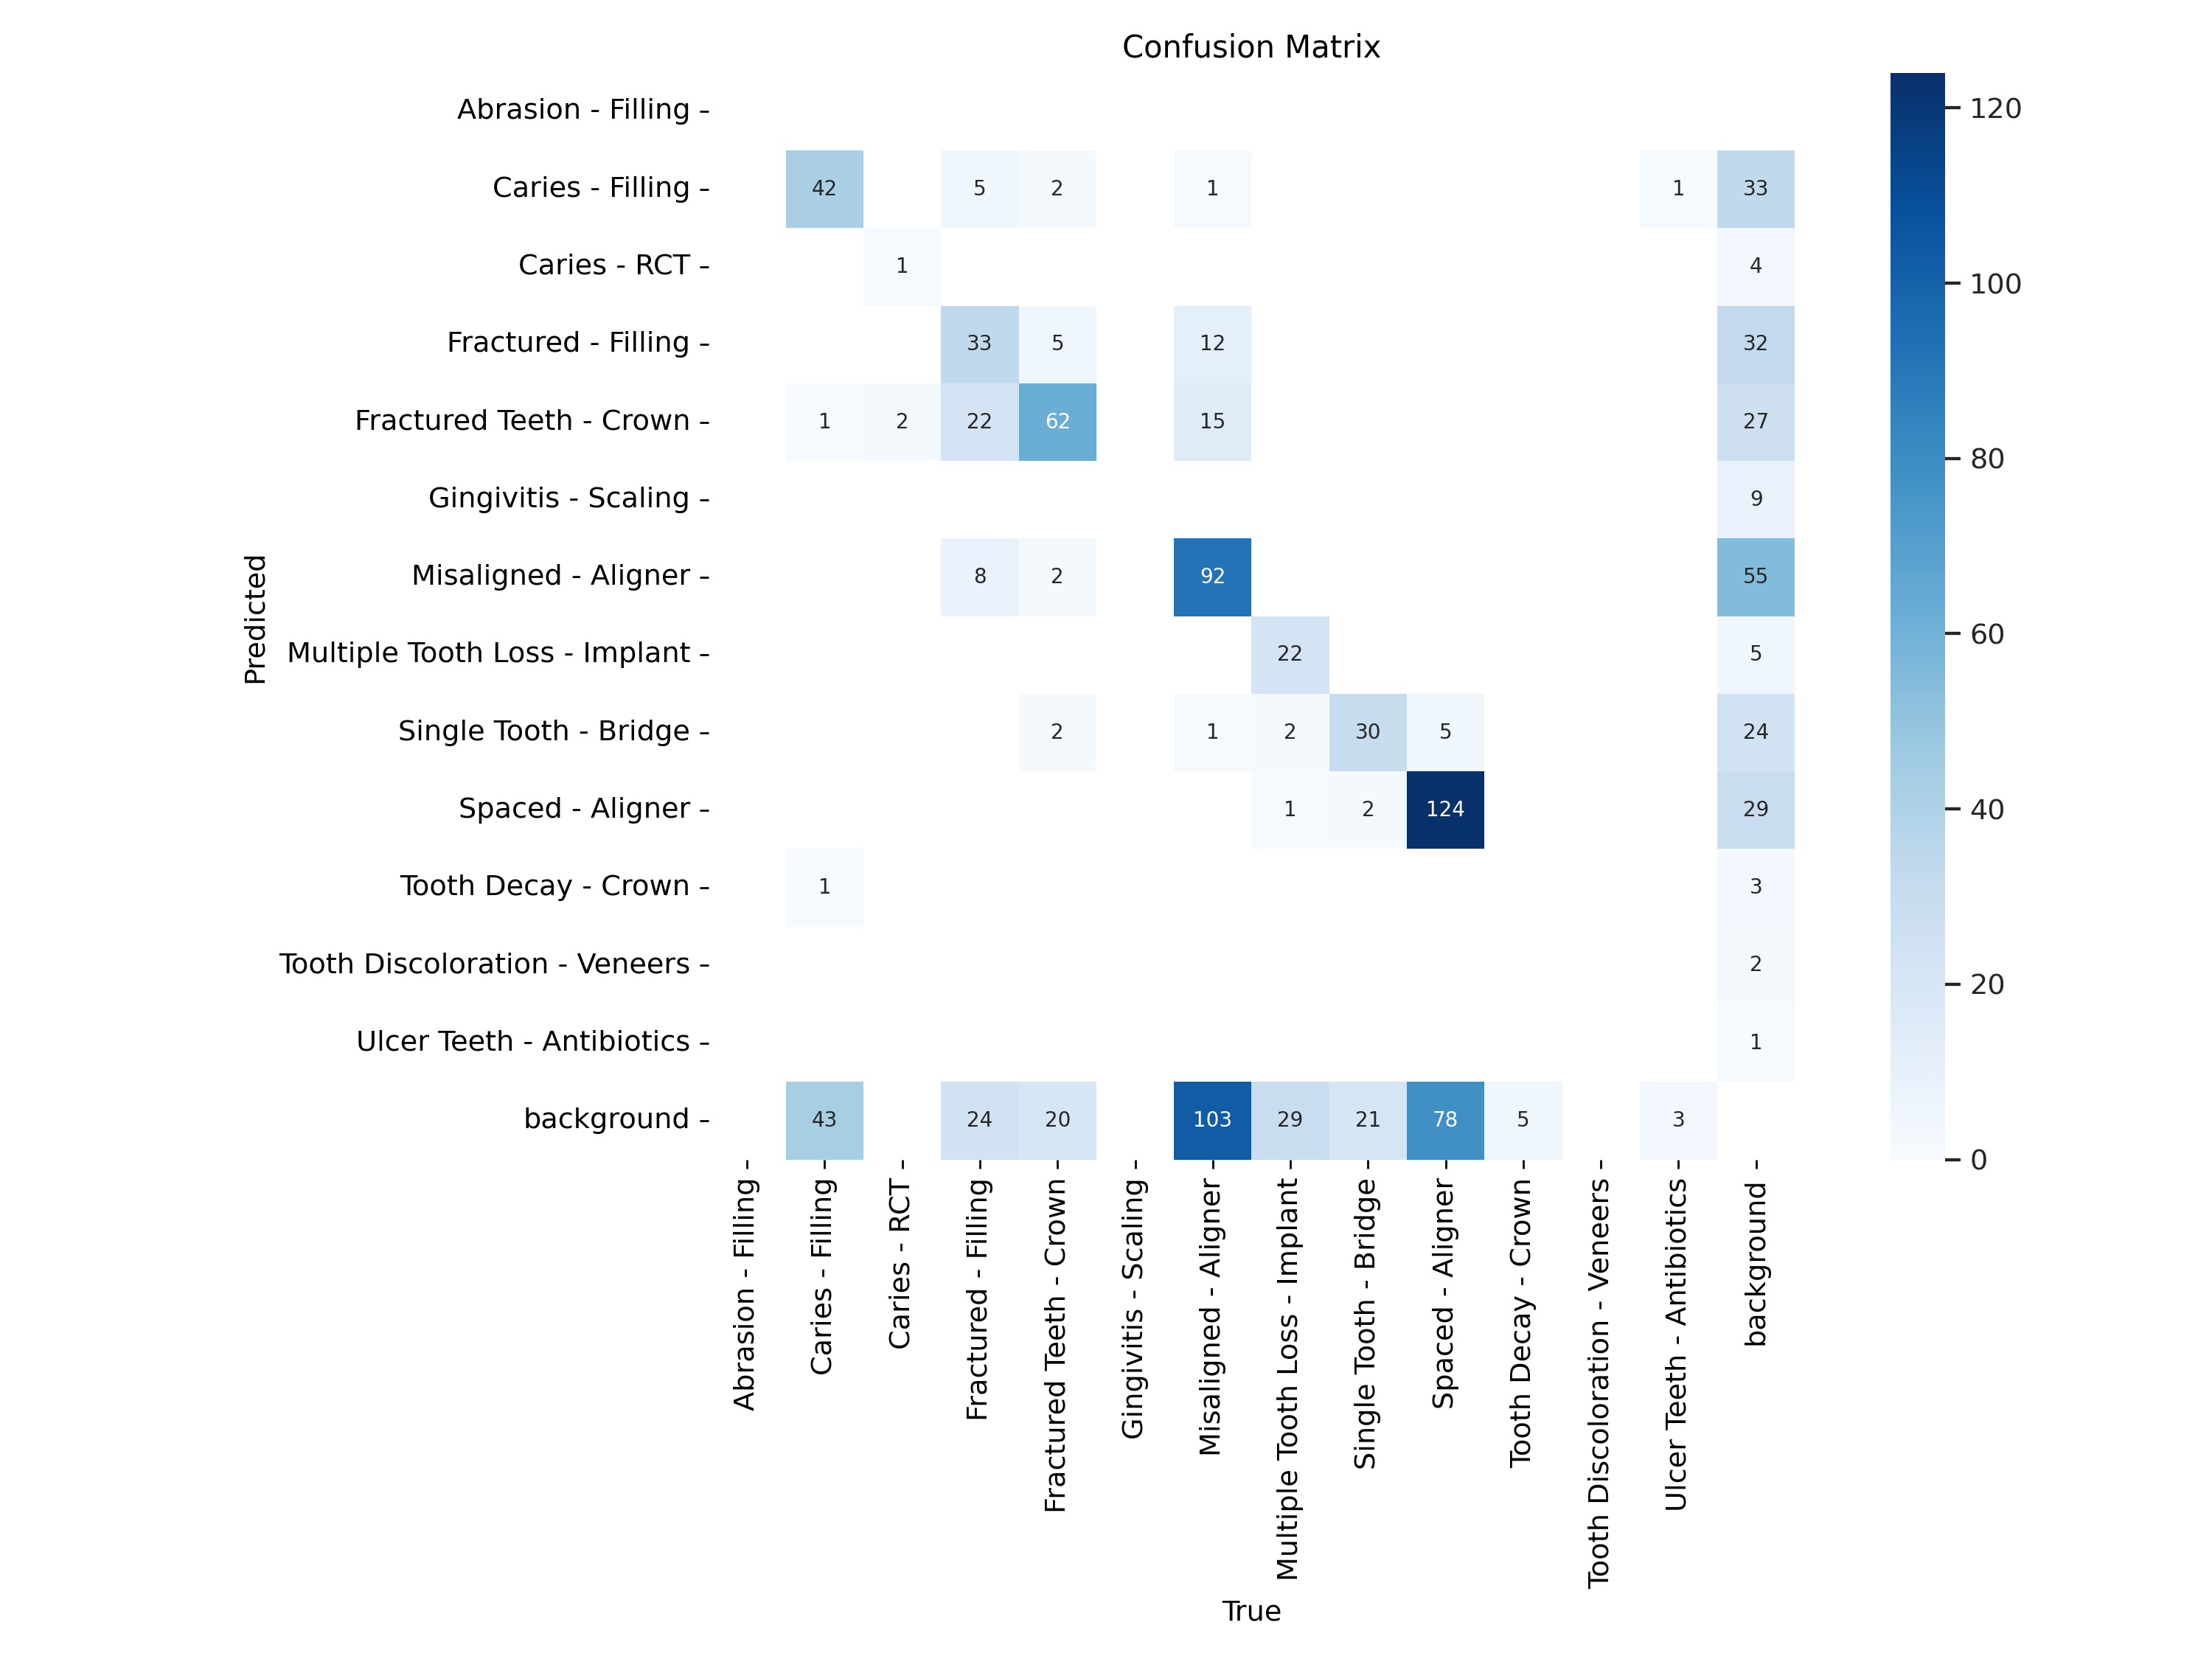 Confusion Matrix
Abrasion - Filling
Caries - Filling 42 5 2 1 1 33
Caries - RCT 1 4
Fractured - Filling 33 5 12 32
Fractured Teeth - Crown 1 2 22 62 15 27
Gingivitis - Scaling 9
Misaligned - Aligner 8 2 92 55
Multiple Tooth Loss - Implant 22 5
Single Tooth - Bridge 2 1 2 30 5 24
Spaced - Aligner 1 2 124 29
Tooth Decay - Crown 1 3
Tooth Discoloration - Veneers 2
Ulcer Teeth - Antibiotics 1
background 43 24 20 103 29 21 78 5 3
Predicted
Abrasion - Filling
Caries - Filling
Caries - RCT
Fractured - Filling
Fractured Teeth - Crown
Gingivitis - Scaling
Misaligned - Aligner
Multiple Tooth Loss - Implant
Single Tooth - Bridge
Spaced - Aligner
Tooth Decay - Crown
Tooth Discoloration - Veneers
Ulcer Teeth - Antibiotics
background
True
120
100
80
60
40
20
0